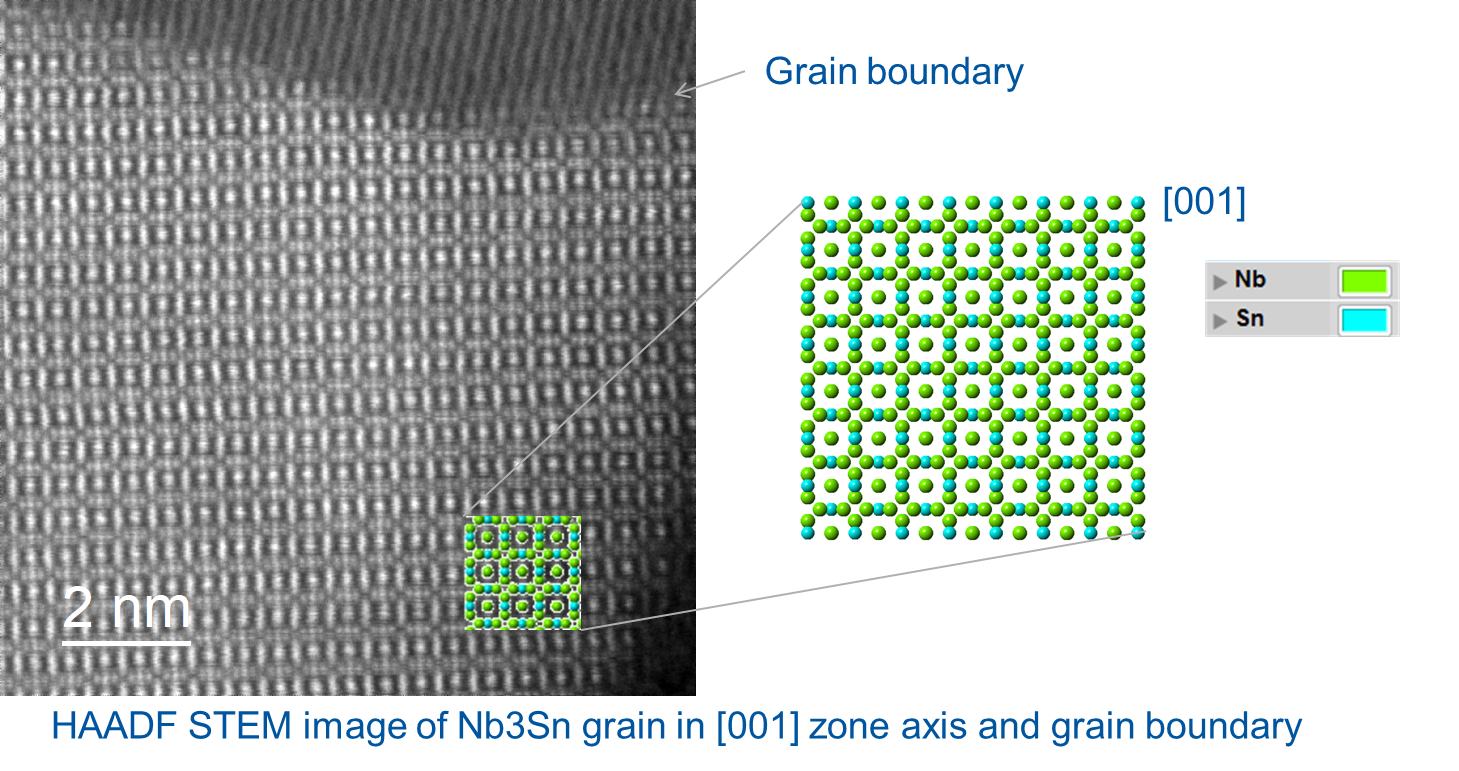 Grain boundary
[001]
Nb
Sn
2 nm
HAADF STEM image of Nb3Sn grain in [001] zone axis and grain boundary